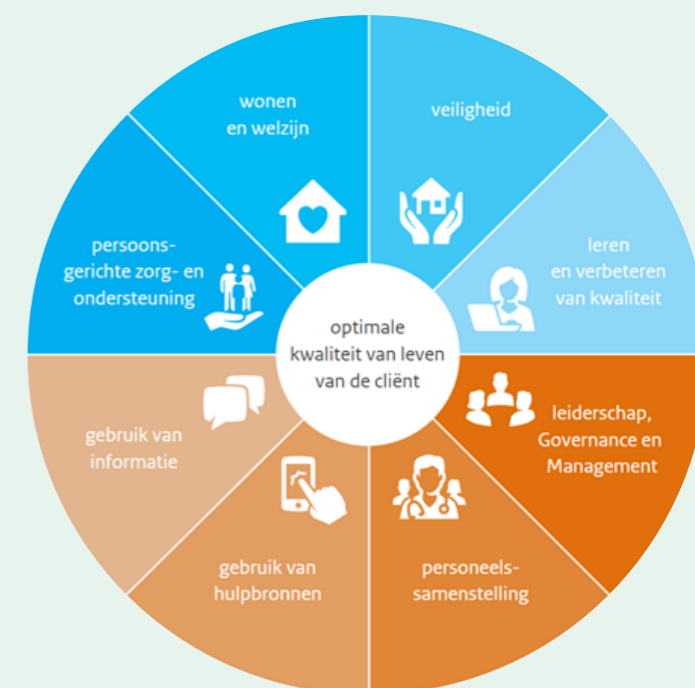 wonen
en welzijn
veiligheid
leren
en verbeteren
van kwaliteit
leiderschap,
Governance en
Management
personeels-
samenstelling
gebruik van
hulpbronnen
gebruik van
informatie
persoons-
gerichte zorg- en
ondersteuning
optimale
kwaliteit van leven
van de cliënt